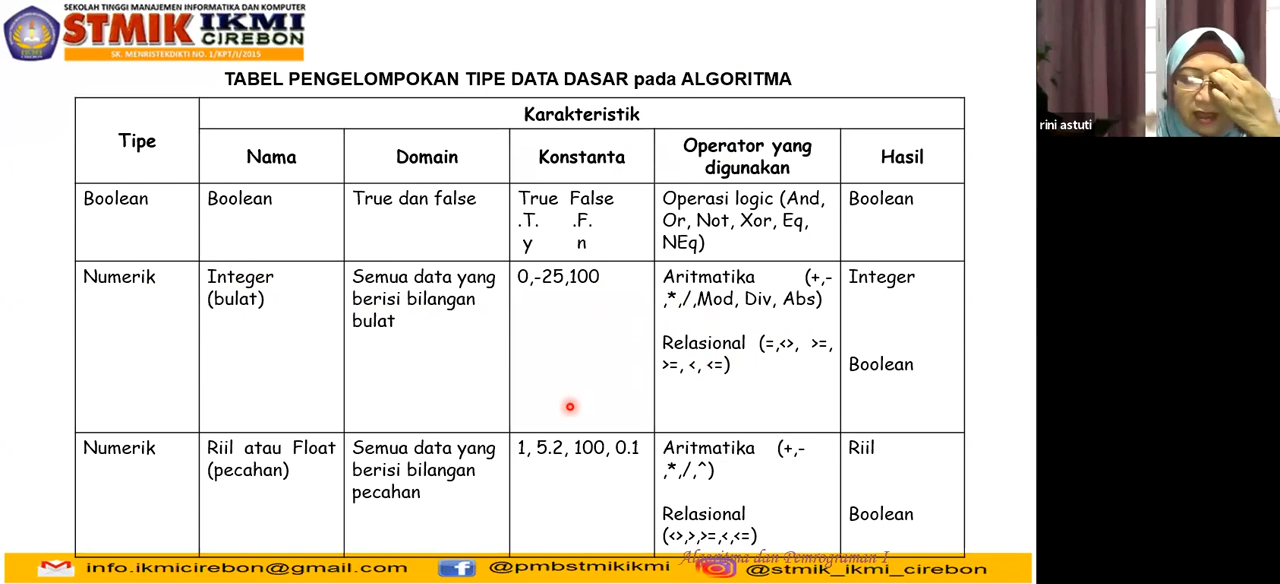 SEKOLAH TINGGI MANAJEMEN INFORMATIKA DAN KOMPUTER
STMIK IKMI
CIREBON
SK. MENRISTEKDIKTI NO. 1/KPT/I/2015
rini astuti
TABEL PENGELOMPOKAN TIPE DATA DASAR pada ALGORITMA
Tipe
Karakteristik
Nama
Domain
Konstanta
Operator yang
digunakan
Hasil
Boolean
Boolean
True dan false
True False
.T. .F.
y n
Operasi logic (And,
Or, Not, Xor, Eq,
NEq)
Boolean
Numerik
Integer
(bulat)
Semua data yang
berisi bilangan
bulat
0,-25,100
Aritmatika (+,-
,*,/,Mod, Div, Abs)
Relasional (=,<>, >=,
>=, <, <=)
Integer
Boolean
Numerik
Riil atau Float
(pecahan)
Semua data yang
berisi bilangan
pecahan
1, 5.2, 100, 0.1
Aritmatika (+,-
,*,/,^)
Relasional
(<>,>,>=,<,<=)
Riil
Boolean
Algoritma dan Pemrograman I
info.ikmicirebon@gmail.com
@pmbstmikikmi
@stmik_ikmi_cirebon